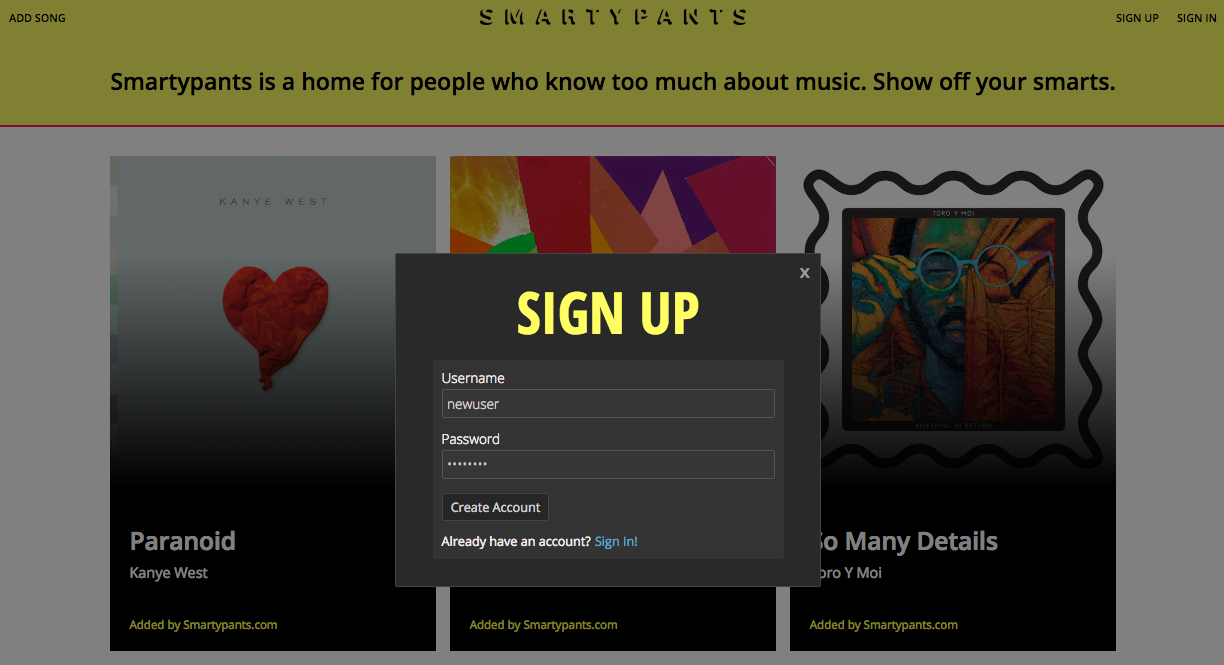 ADD SONG
SMARTYPANTS
SIGN UP
SIGN IN
Smartypants is a home for people who know too much about music. Show off your smarts.
KANYE WEST
TORO Y MOI
ANYTHING IN RETURN
x
SIGN UP
Username
newuser
Password
••••••••
Create Account
Already have an account? Sign In!
Paranoid
Kanye West
Added by Smartypants.com
Added by Smartypants.com
So Many Details
Toro Y Moi
Added by Smartypants.com